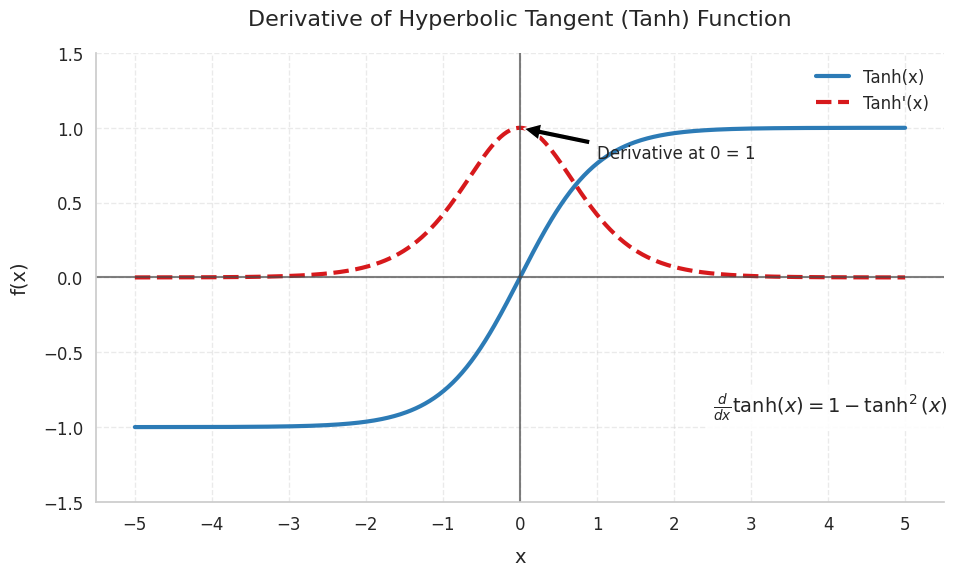 Derivative of Hyperbolic Tangent (Tanh) Function
1.5
1.0
0.5
0.0
−0.5
−1.0
−1.5
f(x)
Tanh(x)
Tanh'(x)
Derivative at 0 = 1
d/dx tanh(x) = 1 − tanh²(x)
−5 −4 −3 −2 −1 0 1 2 3 4 5
x